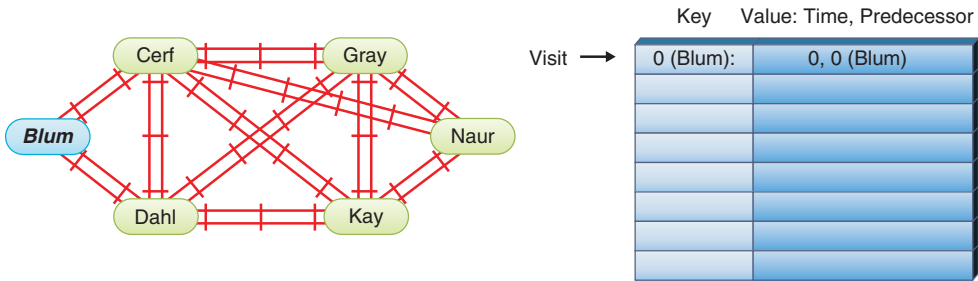 Key Value: Time, Predecessor
Cerf Gray Visit 0 (Blum): 0, 0 (Blum)
Blum Naur
Dahl Kay